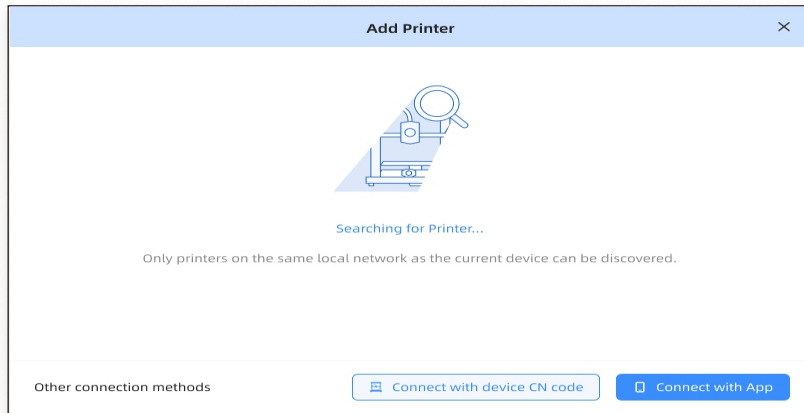 Add Printer
Searching for Printer...
Only printers on the same local network as the current device can be discovered.
Other connection methods
Connect with device CN code
Connect with App